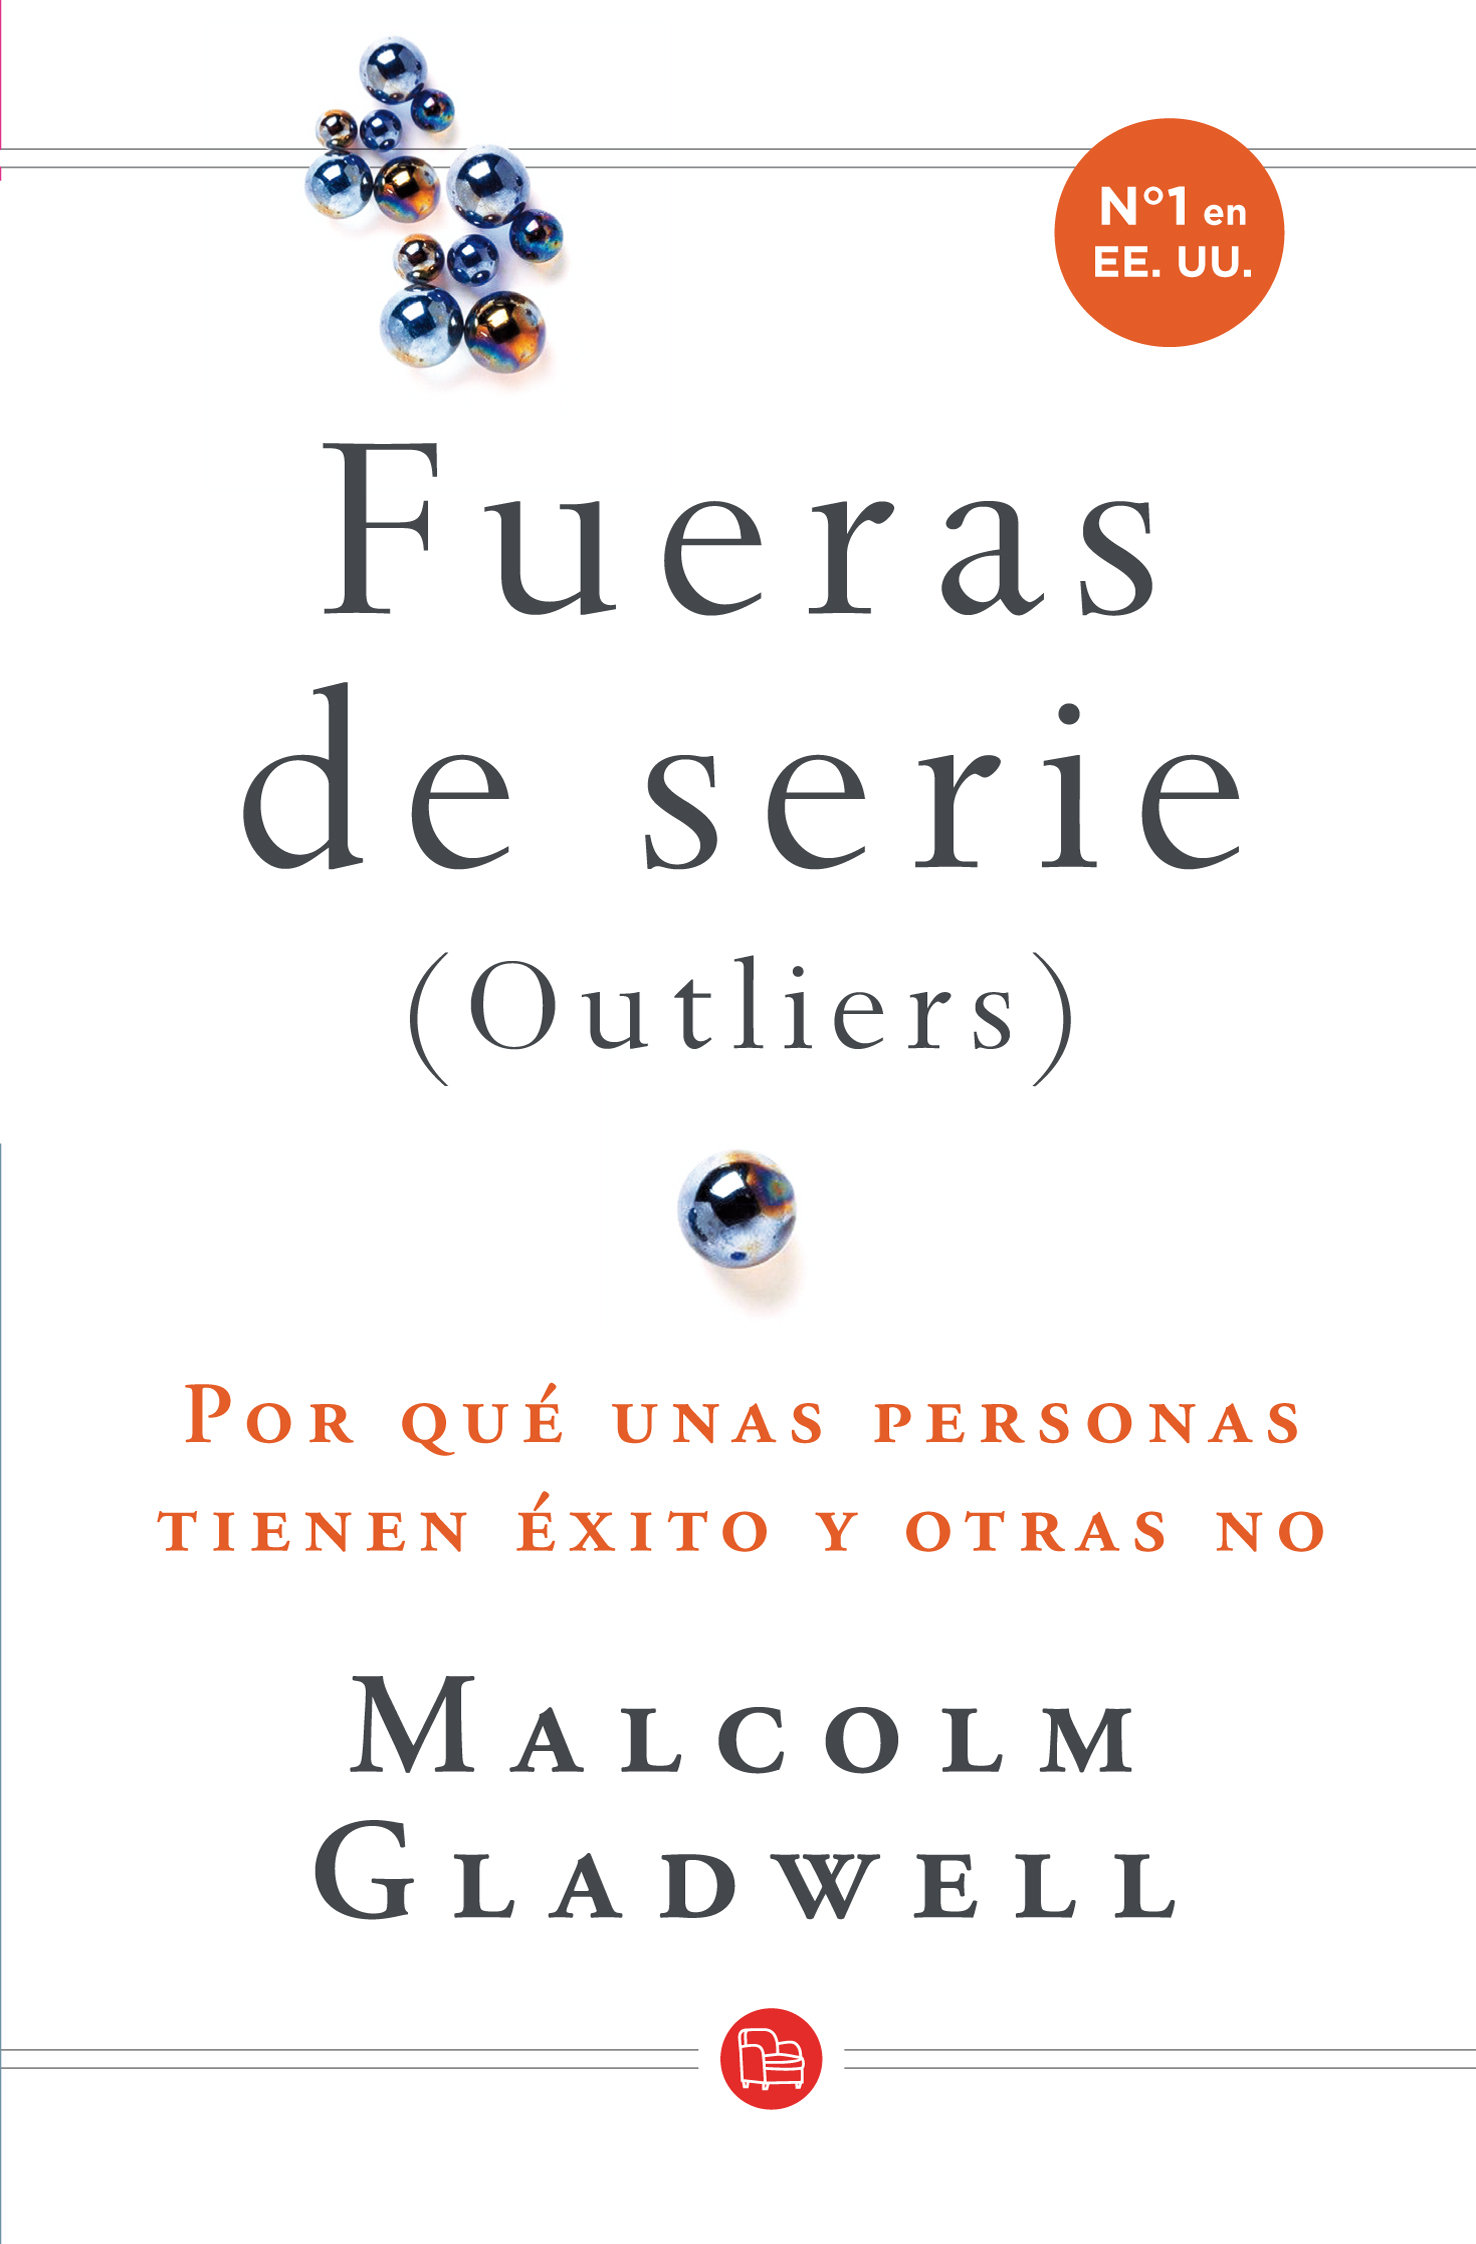 N°1 en
EE. UU.
Fueras
de serie
(Outliers)
Por qué unas personas
tienen éxito y otras no
Malcolm
Gladwell